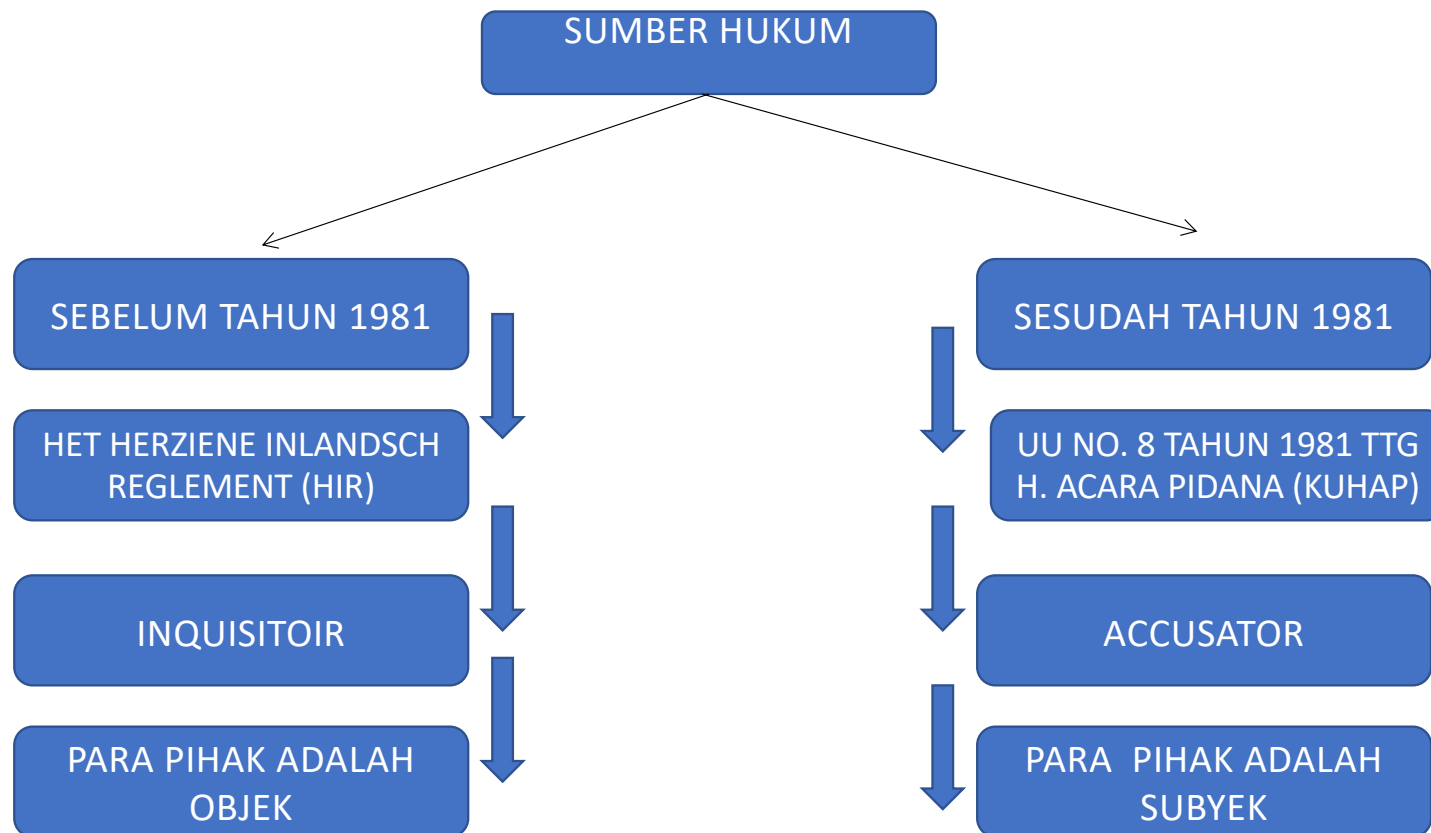 SUMBER HUKUM
SEBELUM TAHUN 1981
HET HERZIENE INLANDSCH
REGLEMENT (HIR)
INQUISITOIR
PARA PIHAK ADALAH
OBJEK
SESUDAH TAHUN 1981
UU NO. 8 TAHUN 1981 TTG
H. ACARA PIDANA (KUHAP)
ACCUSATOR
PARA PIHAK ADALAH
SUBYEK